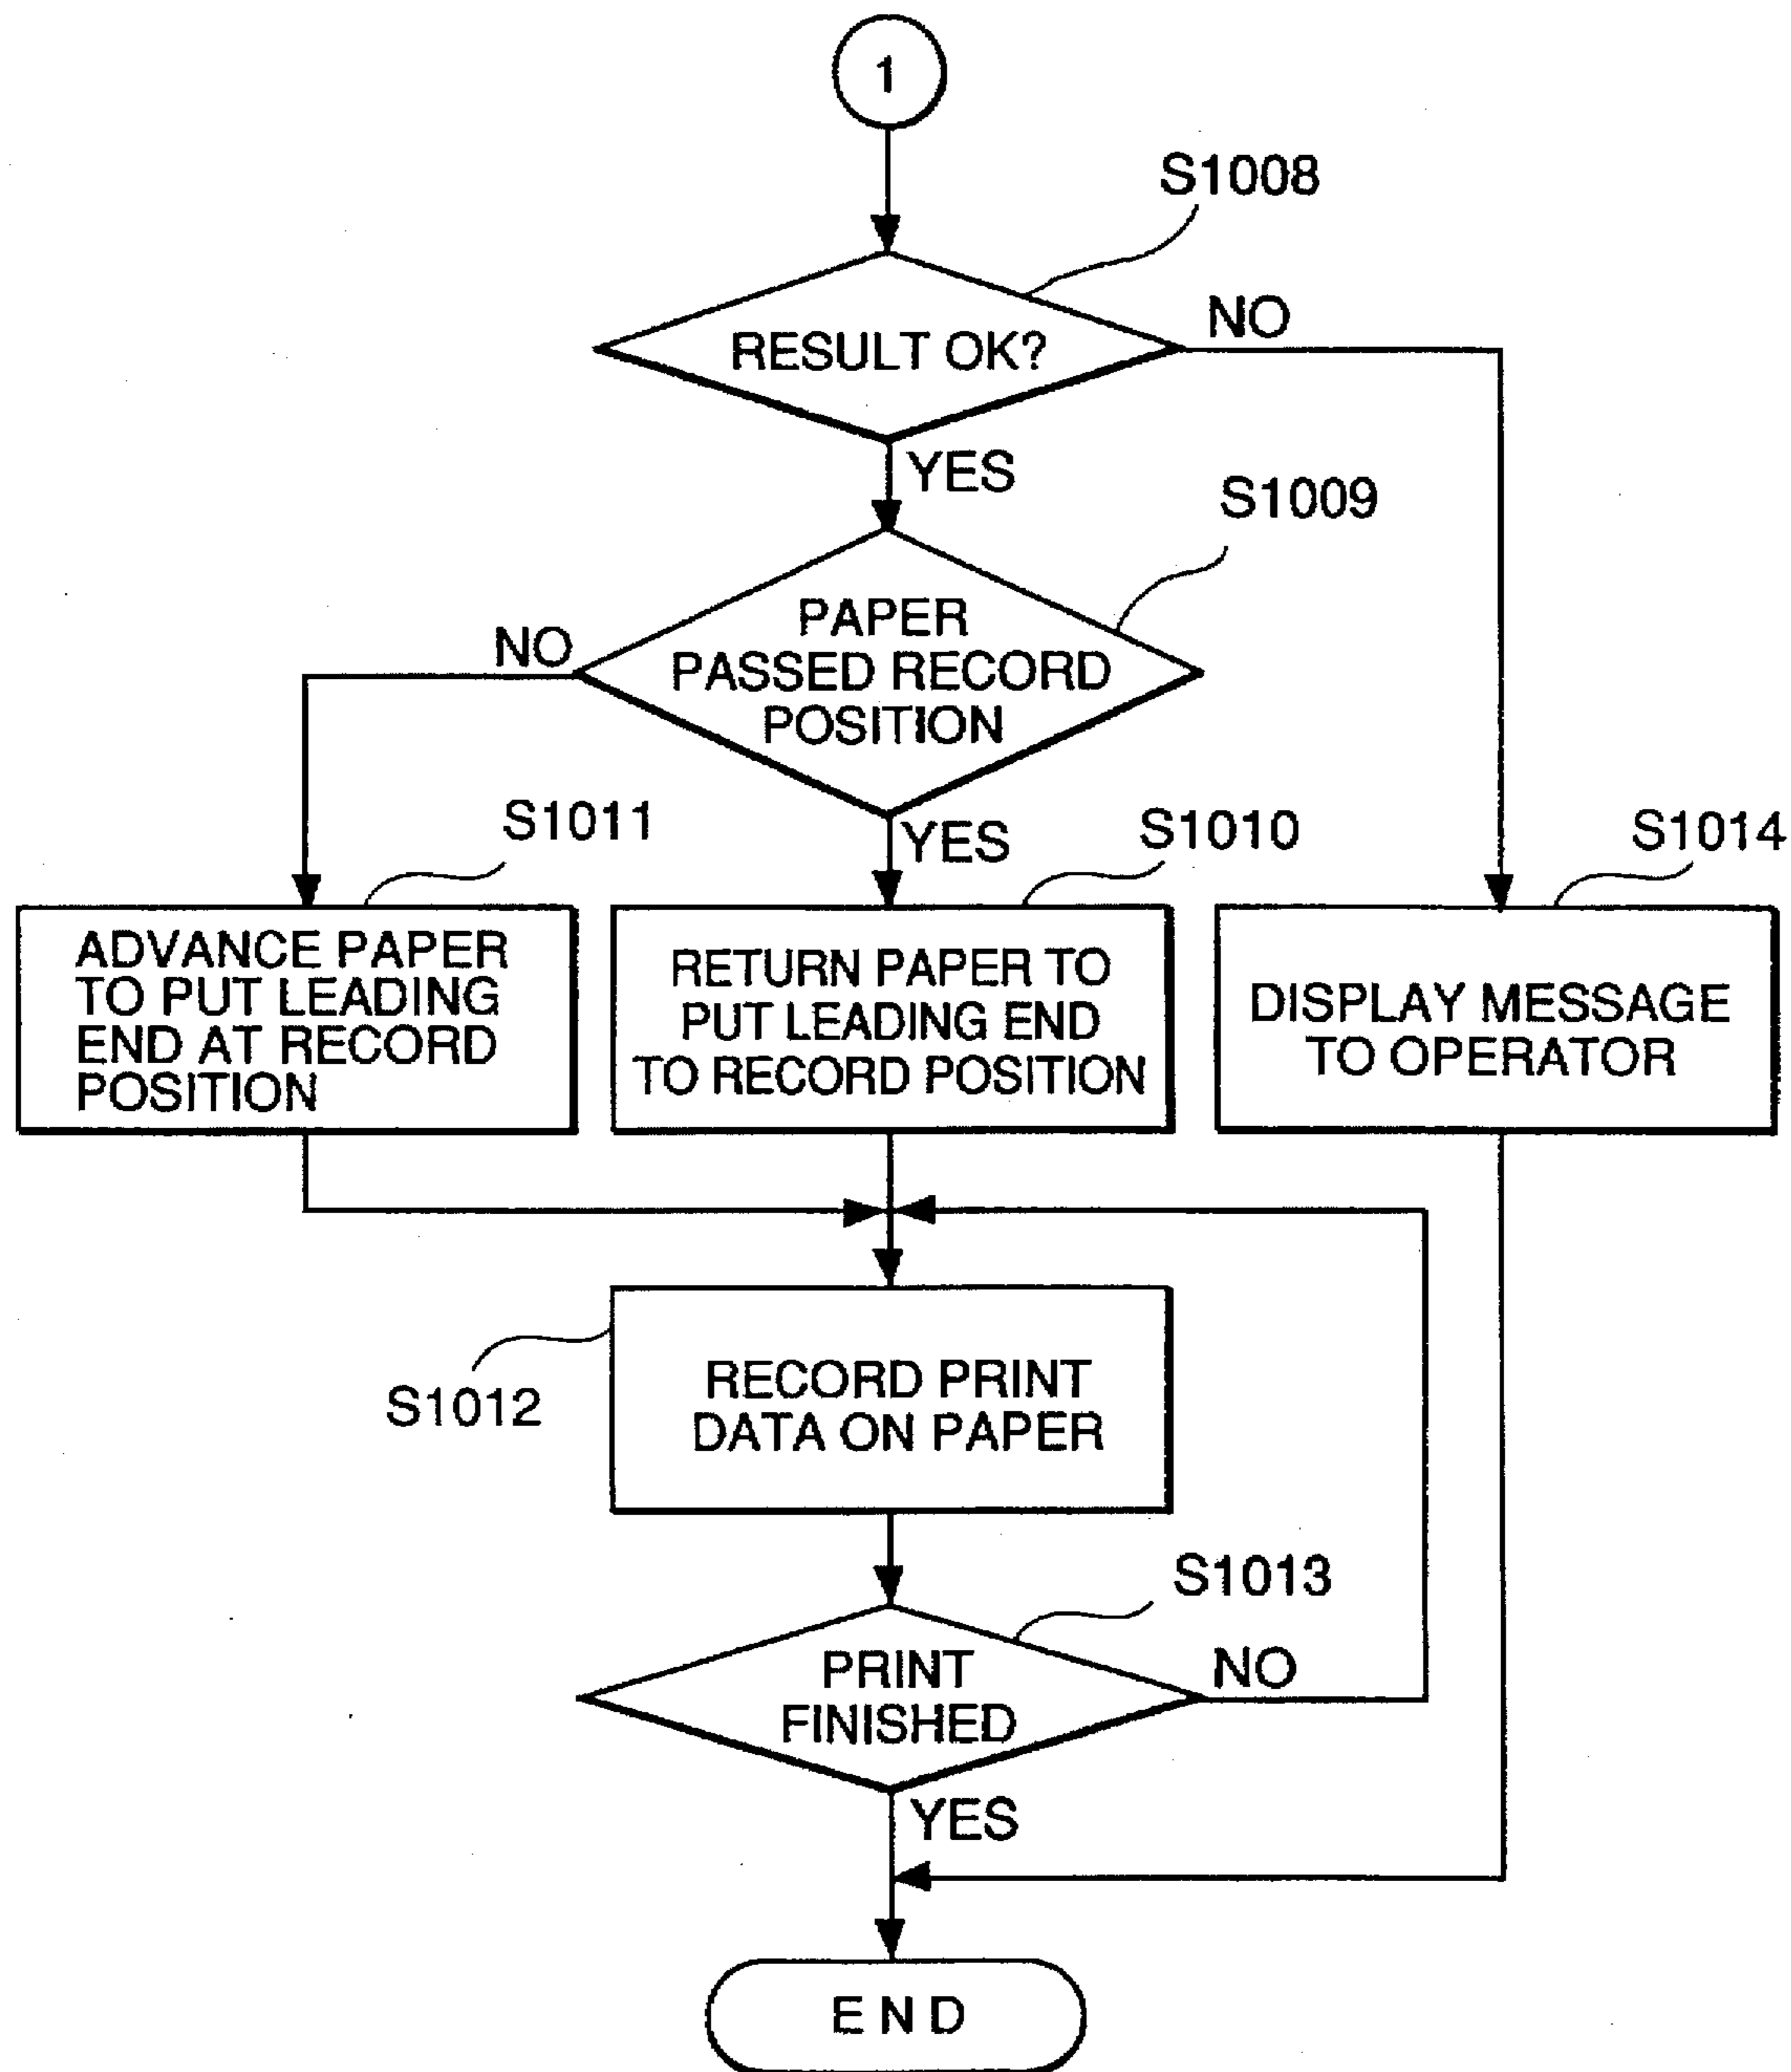 1
S1008
RESULT OK?
NO
YES
S1009
PAPER
PASSED RECORD
POSITION
NO
YES
S1011
S1010
S1014
ADVANCE PAPER
TO PUT LEADING
END AT RECORD
POSITION
RETURN PAPER TO
PUT LEADING END
TO RECORD POSITION
DISPLAY MESSAGE
TO OPERATOR
S1012
RECORD PRINT
DATA ON PAPER
S1013
PRINT
FINISHED
NO
YES
END